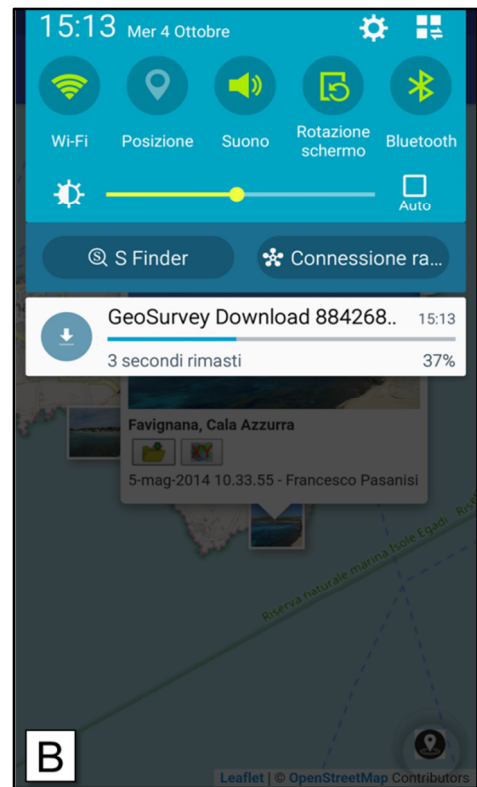 15:13 Mer 4 Ottobre
Wi-Fi Posizione Suono Rotazione schermo Bluetooth
Auto
S Finder Connessione ra...
GeoSurvey Download 884268.. 15:13
3 secondi rimasti 37%
Favignana, Cala Azzurra
5-mag-2014 10.33.55 - Francesco Pasanisi
Riserva naturale marina Isole Egadi - Rise
B
Leaflet | © OpenStreetMap Contributors